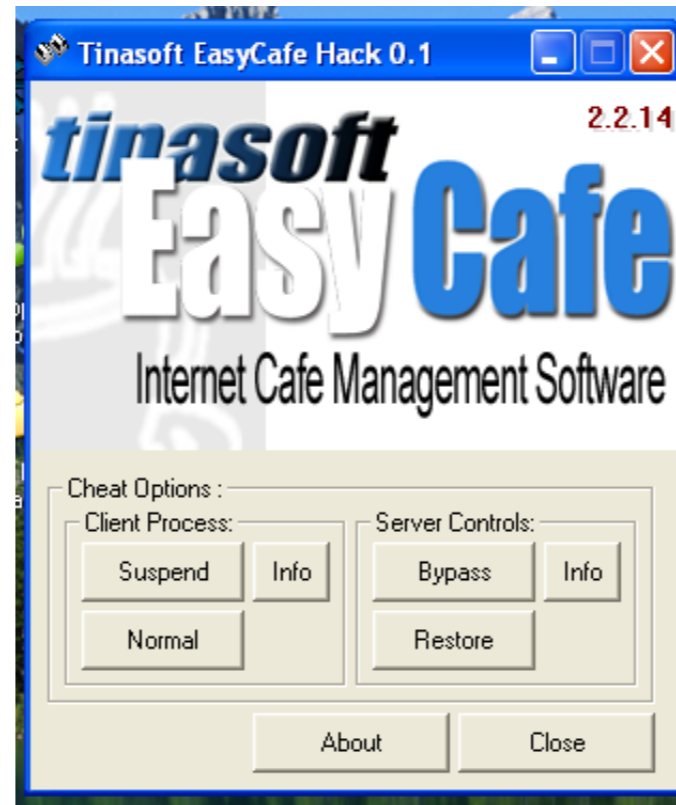 Tinasoft EasyCafe Hack 0.1
2.2.14
tinasoft
Easy Cafe
Internet Cafe Management Software
Cheat Options :
Client Process:
Suspend
Info
Normal
Server Controls:
Bypass
Info
Restore
About
Close